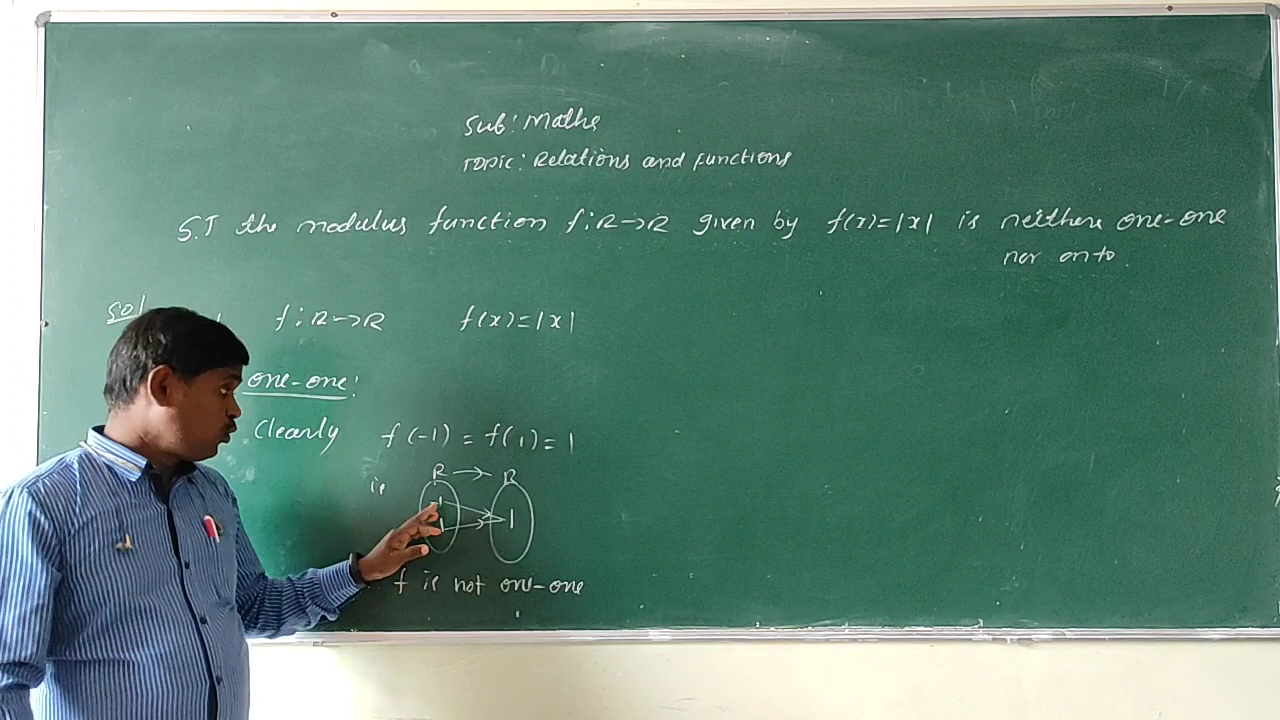 Sub: Maths
Topic: Relations and Functions
S.T the modulus function f:R→R given by f(x)=|x| is neithere one-one
nor onto.
Sol
f:R→R f(x)=|x|
one-one:
Clearly f(-1) = f(1) = 1
R → R
ie
1
f is not one-one